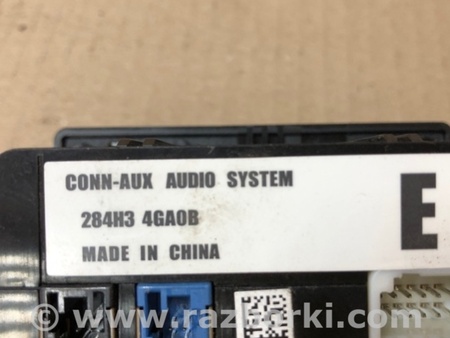 CONN-AUX AUDIO SYSTEM
284H3 4GA0B
E
MADE IN CHINA
© www.razborki.com